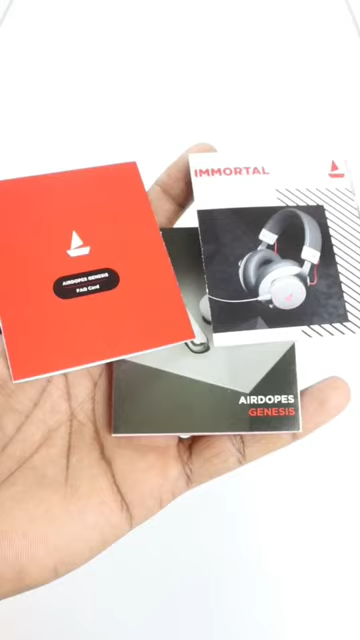 IMMORTAL
AIRDOPES GENESIS
FAQ Card
AIRDOPES
GENESIS